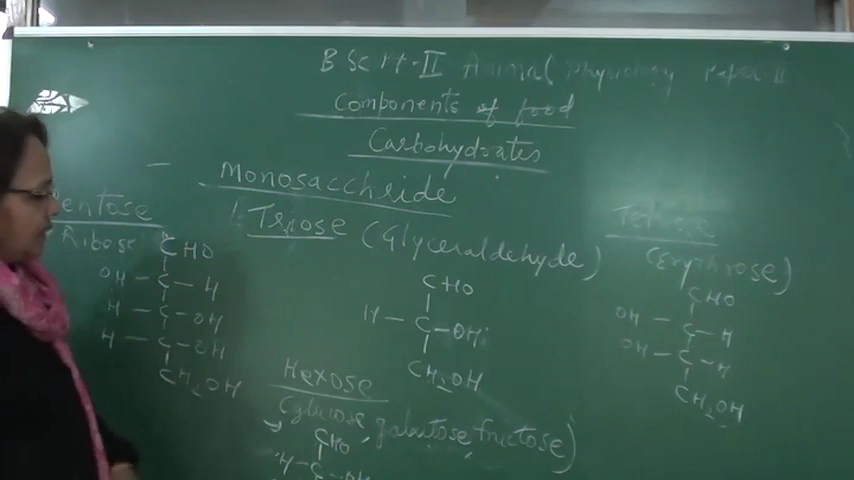 B Sc Pt-II Animal Physiology Paper II
Components of food
Carbohydrates
Monosacchride
Pentose
Ribose
CHO
OH - C - H
H - C - OH
H - C - OH
CH2OH
1. Triose (Glyceraldehyde)
CHO
H - C - OH
CH2OH
Tetrose
(Erythrose)
CHO
OH - C - H
OH - C - H
CH2OH
Hexose
(glucose, galactose fructose)
CHO
H - C - OH